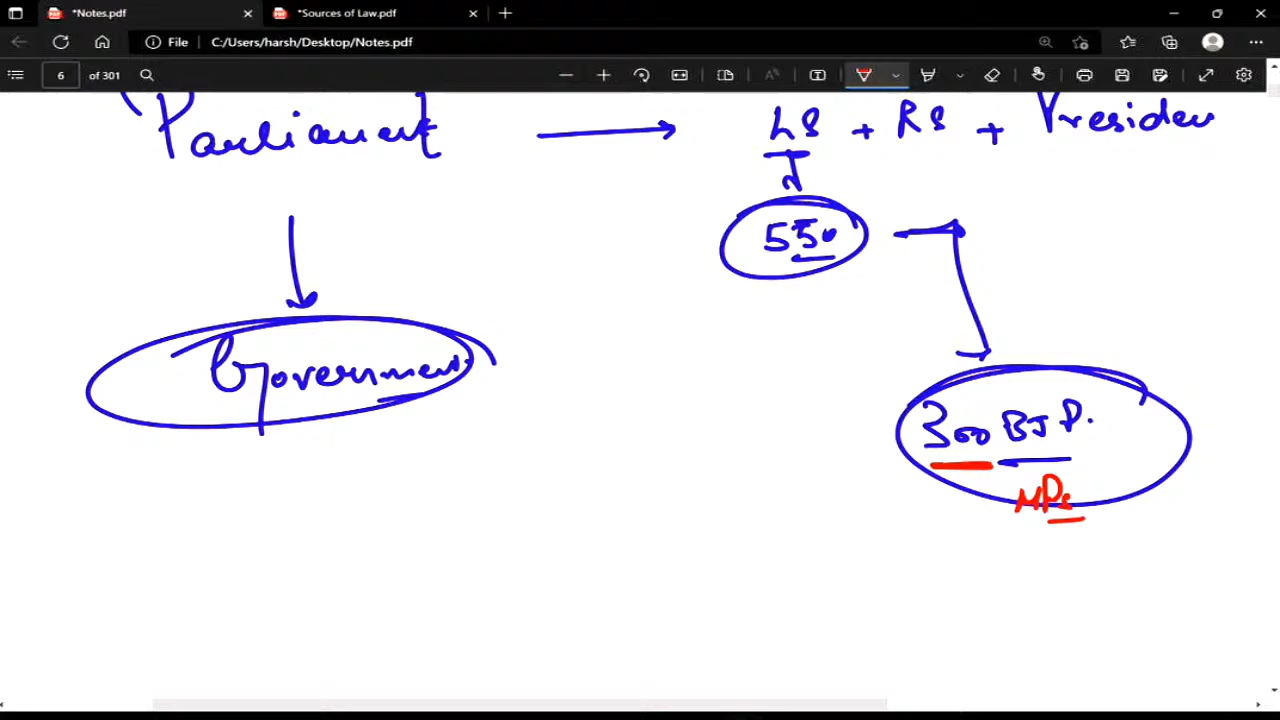 *Notes.pdf
*Sources of Law.pdf
File C:/Users/harsh/Desktop/Notes.pdf
6 of 301
Parliament LS + RS + Presiden
550
Government
300 BJP.
MPs